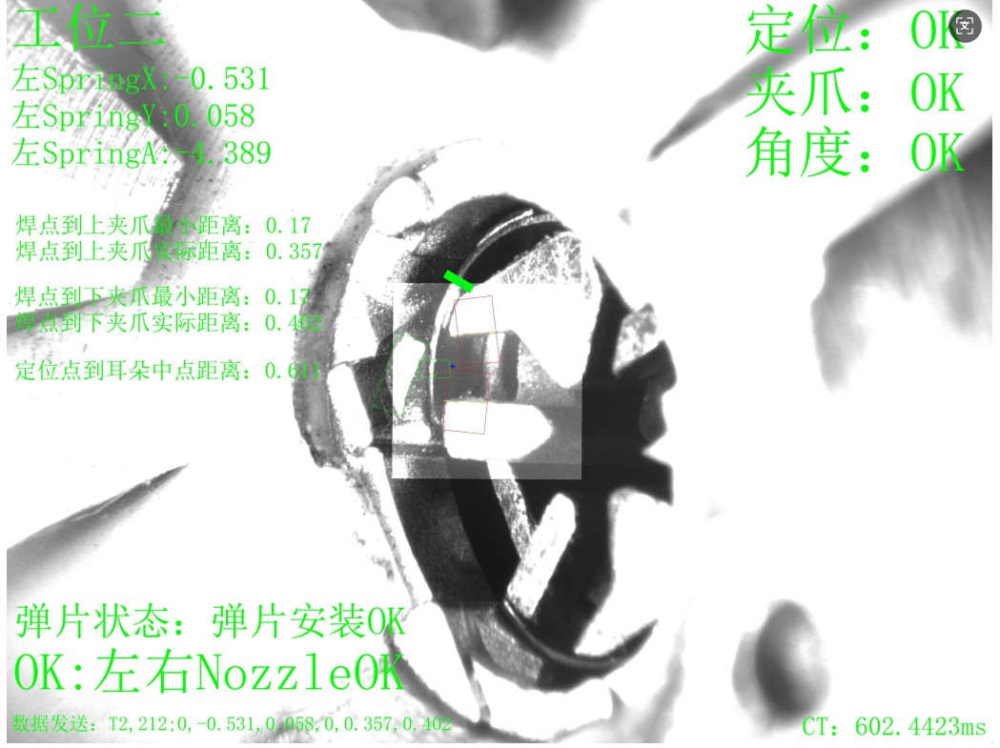 工位二
左SpringX:-0.531
左SpringY:0.058
左SpringA:-4.389
定位：OK
夹爪：OK
角度：OK
焊点到上夹爪最小距离：0.17
焊点到上夹爪实际距离：0.357
焊点到下夹爪最小距离：0.17
焊点到下夹爪实际距离：0.402
定位点到耳朵中点距离：0.611
弹片状态：弹片安装OK
OK:左右NozzleOK
数据发送：T2,212;0,-0.531,0.058,0,0.357,0.402
CT：602.4423ms